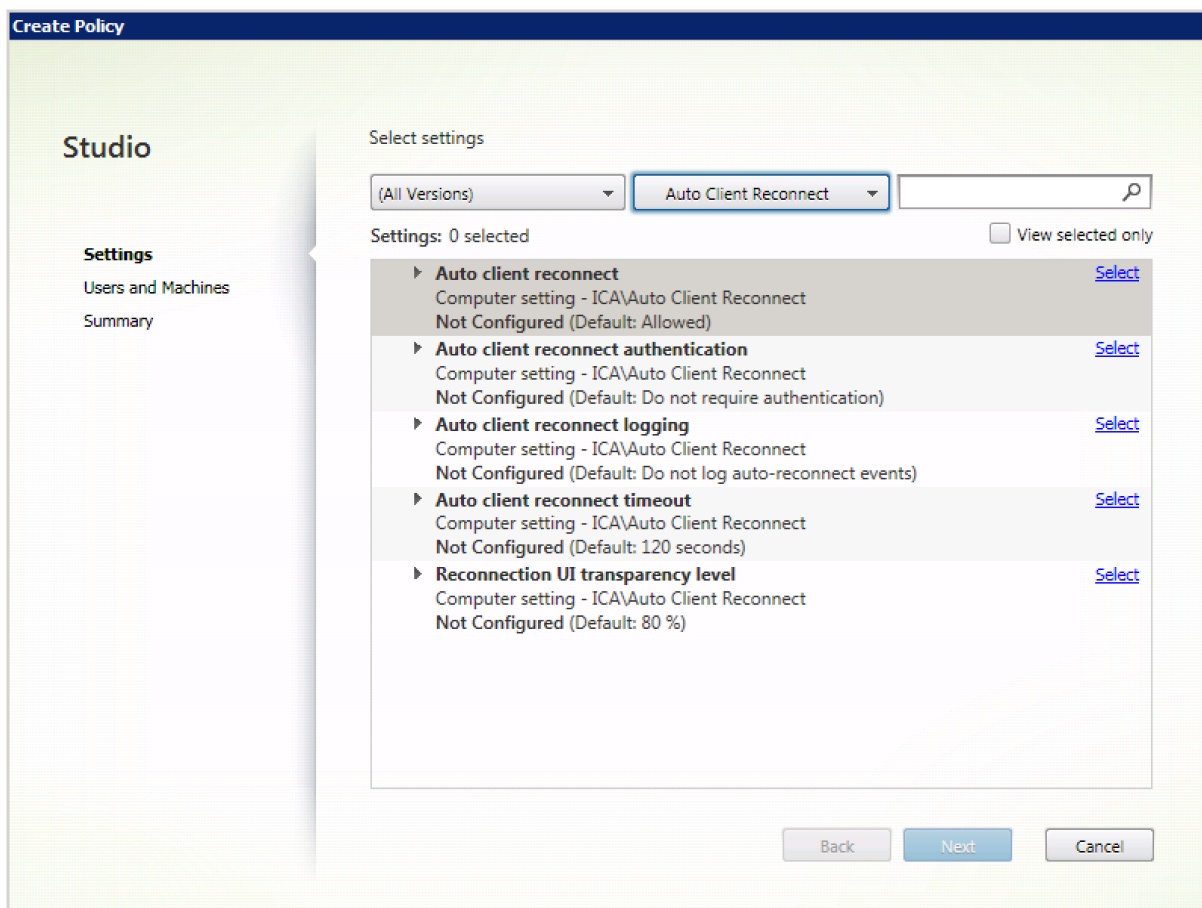 Create Policy
Studio
Settings
Users and Machines
Summary
Select settings
(All Versions)
Auto Client Reconnect
Settings: 0 selected
View selected only
Auto client reconnect
Select
Computer setting - ICA\Auto Client Reconnect
Not Configured (Default: Allowed)
Auto client reconnect authentication
Select
Computer setting - ICA\Auto Client Reconnect
Not Configured (Default: Do not require authentication)
Auto client reconnect logging
Select
Computer setting - ICA\Auto Client Reconnect
Not Configured (Default: Do not log auto-reconnect events)
Auto client reconnect timeout
Select
Computer setting - ICA\Auto Client Reconnect
Not Configured (Default: 120 seconds)
Reconnection UI transparency level
Select
Computer setting - ICA\Auto Client Reconnect
Not Configured (Default: 80 %)
Back
Next
Cancel